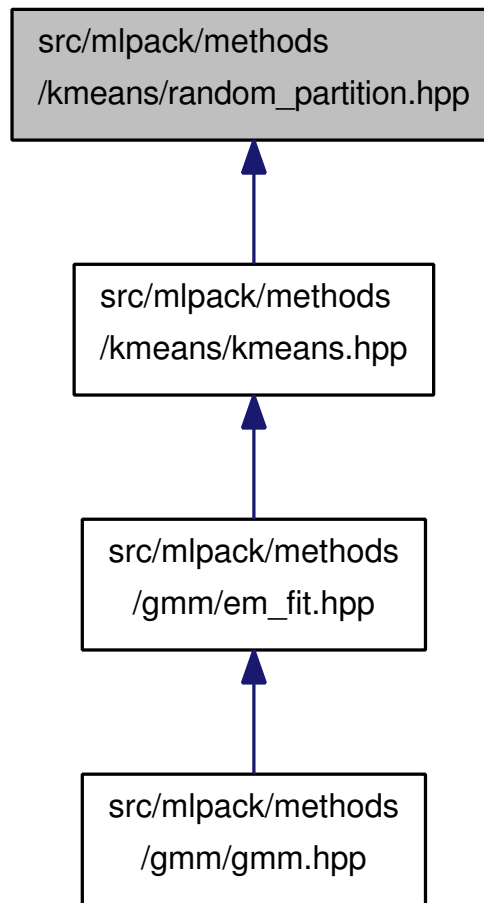 src/mlpack/methods
/kmeans/random_partition.hpp
src/mlpack/methods
/kmeans/kmeans.hpp
src/mlpack/methods
/gmm/em_fit.hpp
src/mlpack/methods
/gmm/gmm.hpp